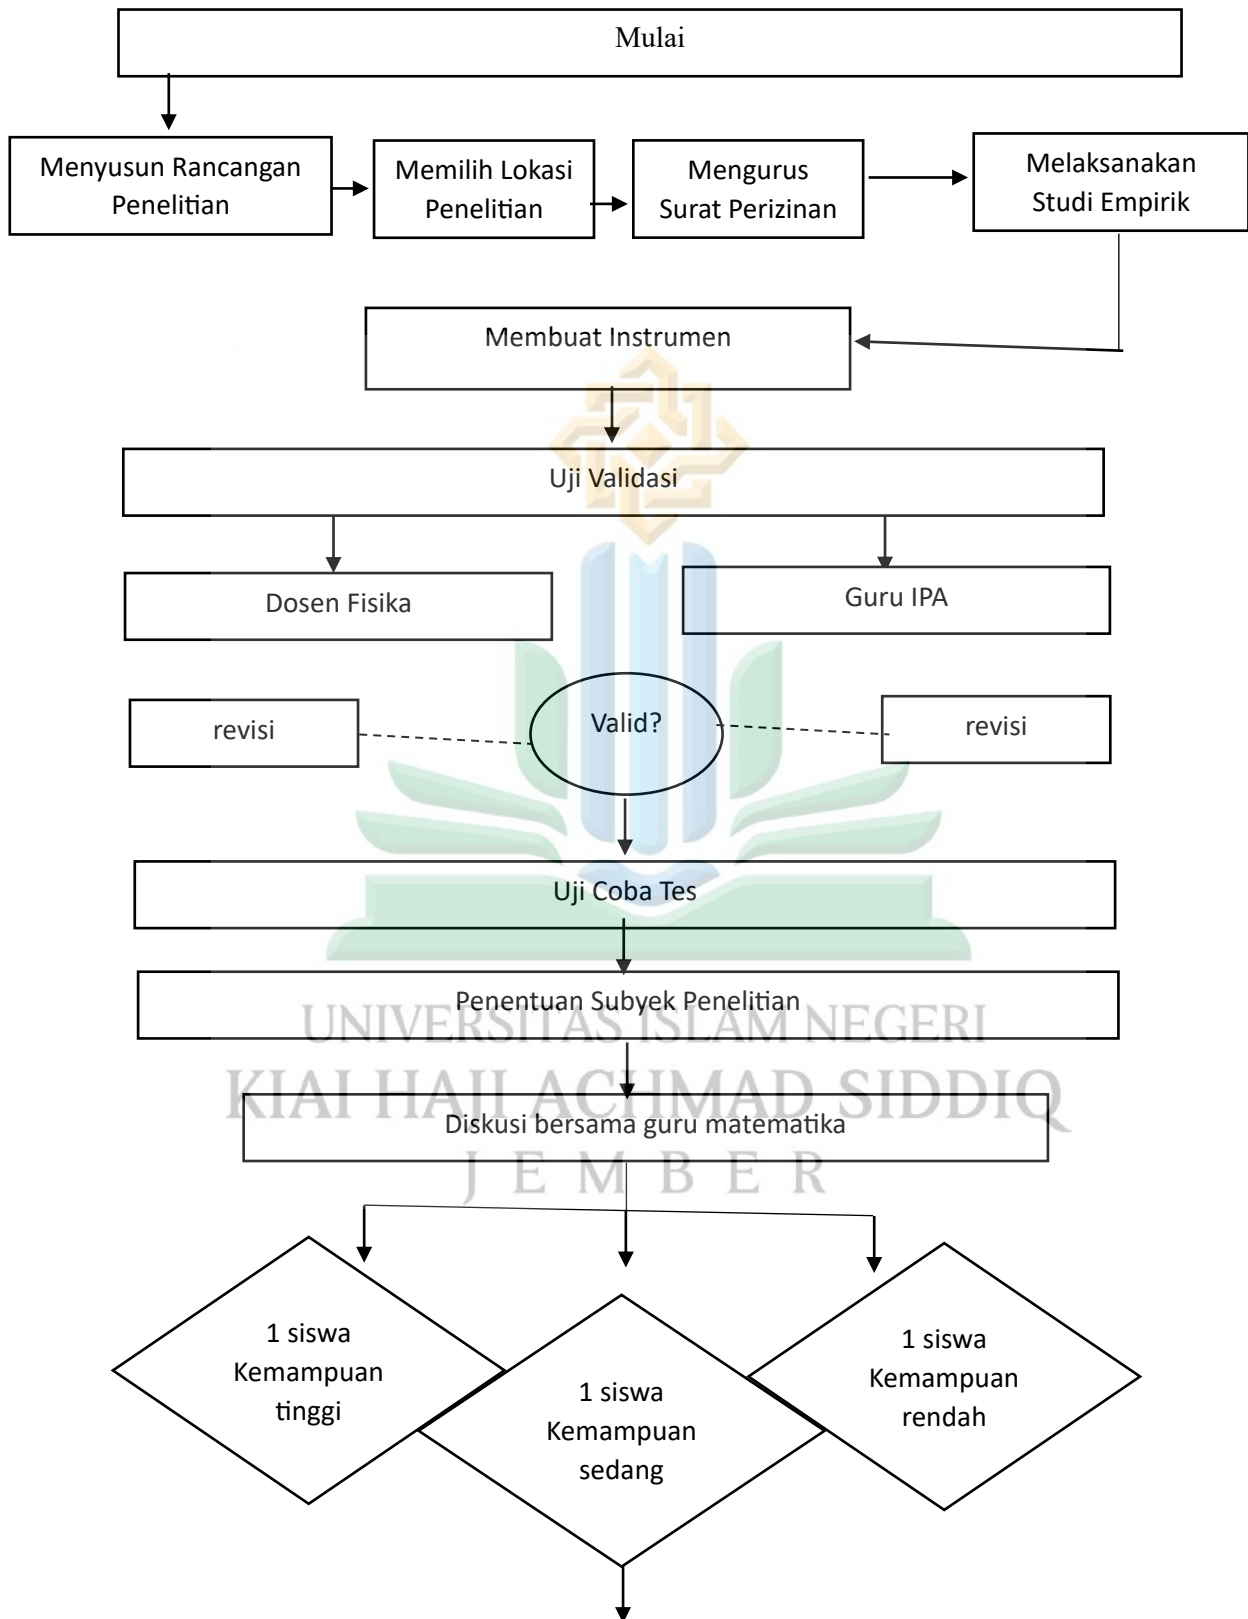 Mulai
Menyusun Rancangan
Penelitian
Memilih Lokasi
Penelitian
Mengurus
Surat Perizinan
Melaksanakan
Studi Empirik
Membuat Instrumen
Uji Validasi
Dosen Fisika
Guru IPA
revisi
Valid?
revisi
Uji Coba Tes
Penentuan Subyek Penelitian
UNIVERSITAS ISLAM NEGERI
KIAI HAJI ACHMAD SIDDIQ
Diskusi bersama guru matematika
JEMBER
1 siswa
Kemampuan
tinggi
1 siswa
Kemampuan
sedang
1 siswa
Kemampuan
rendah